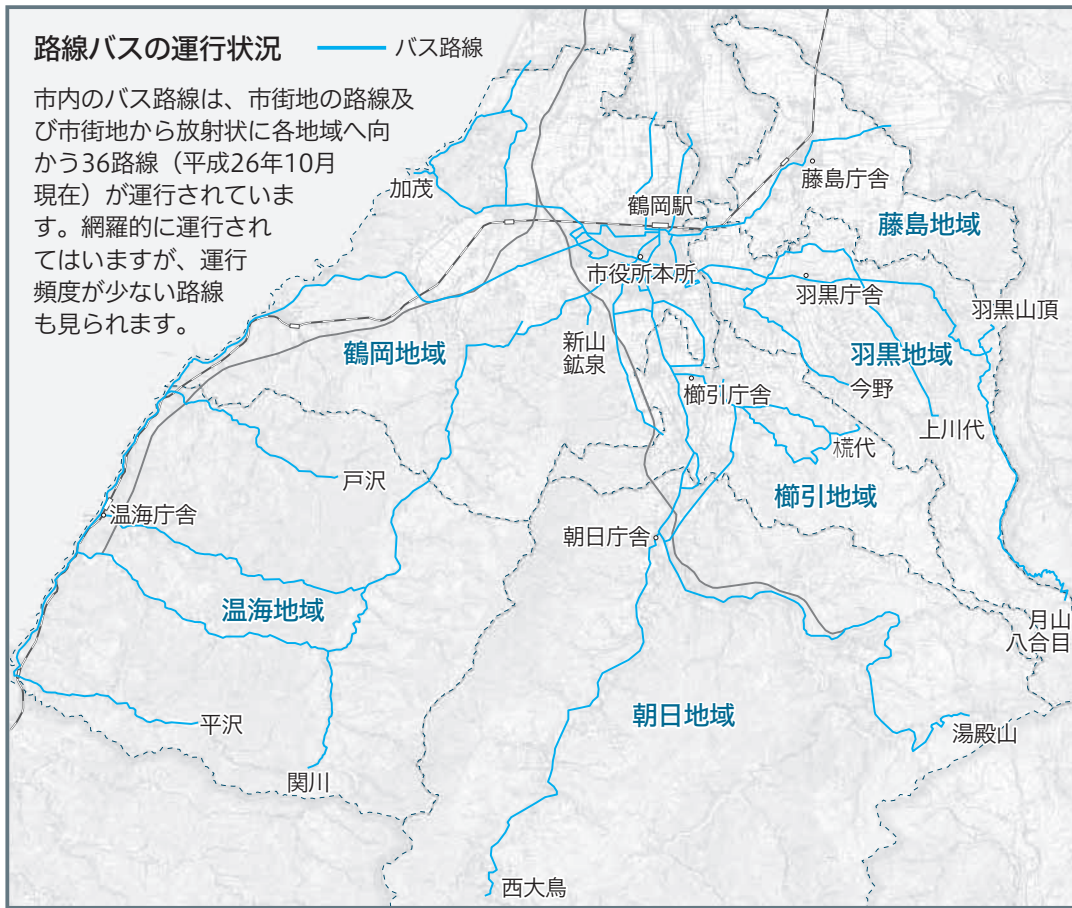 路線バスの運行状況
バス路線
市内のバス路線は、市街地の路線及
び市街地から放射状に各地域へ向
かう36路線（平成26年10月
現在）が運行されていま
す。網羅的に運行され
てはいますが、運行
頻度が少ない路線
も見られます。
加茂
鶴岡駅
藤島庁舎
藤島地域
市役所本所
羽黒庁舎
羽黒山頂
鶴岡地域
新山
鉱泉
羽黒地域
櫛引庁舎
今野
上川代
戸沢
櫛引地域
温海庁舎
朝日庁舎
温海地域
月山
八合目
朝日地域
平沢
湯殿山
関川
西大鳥